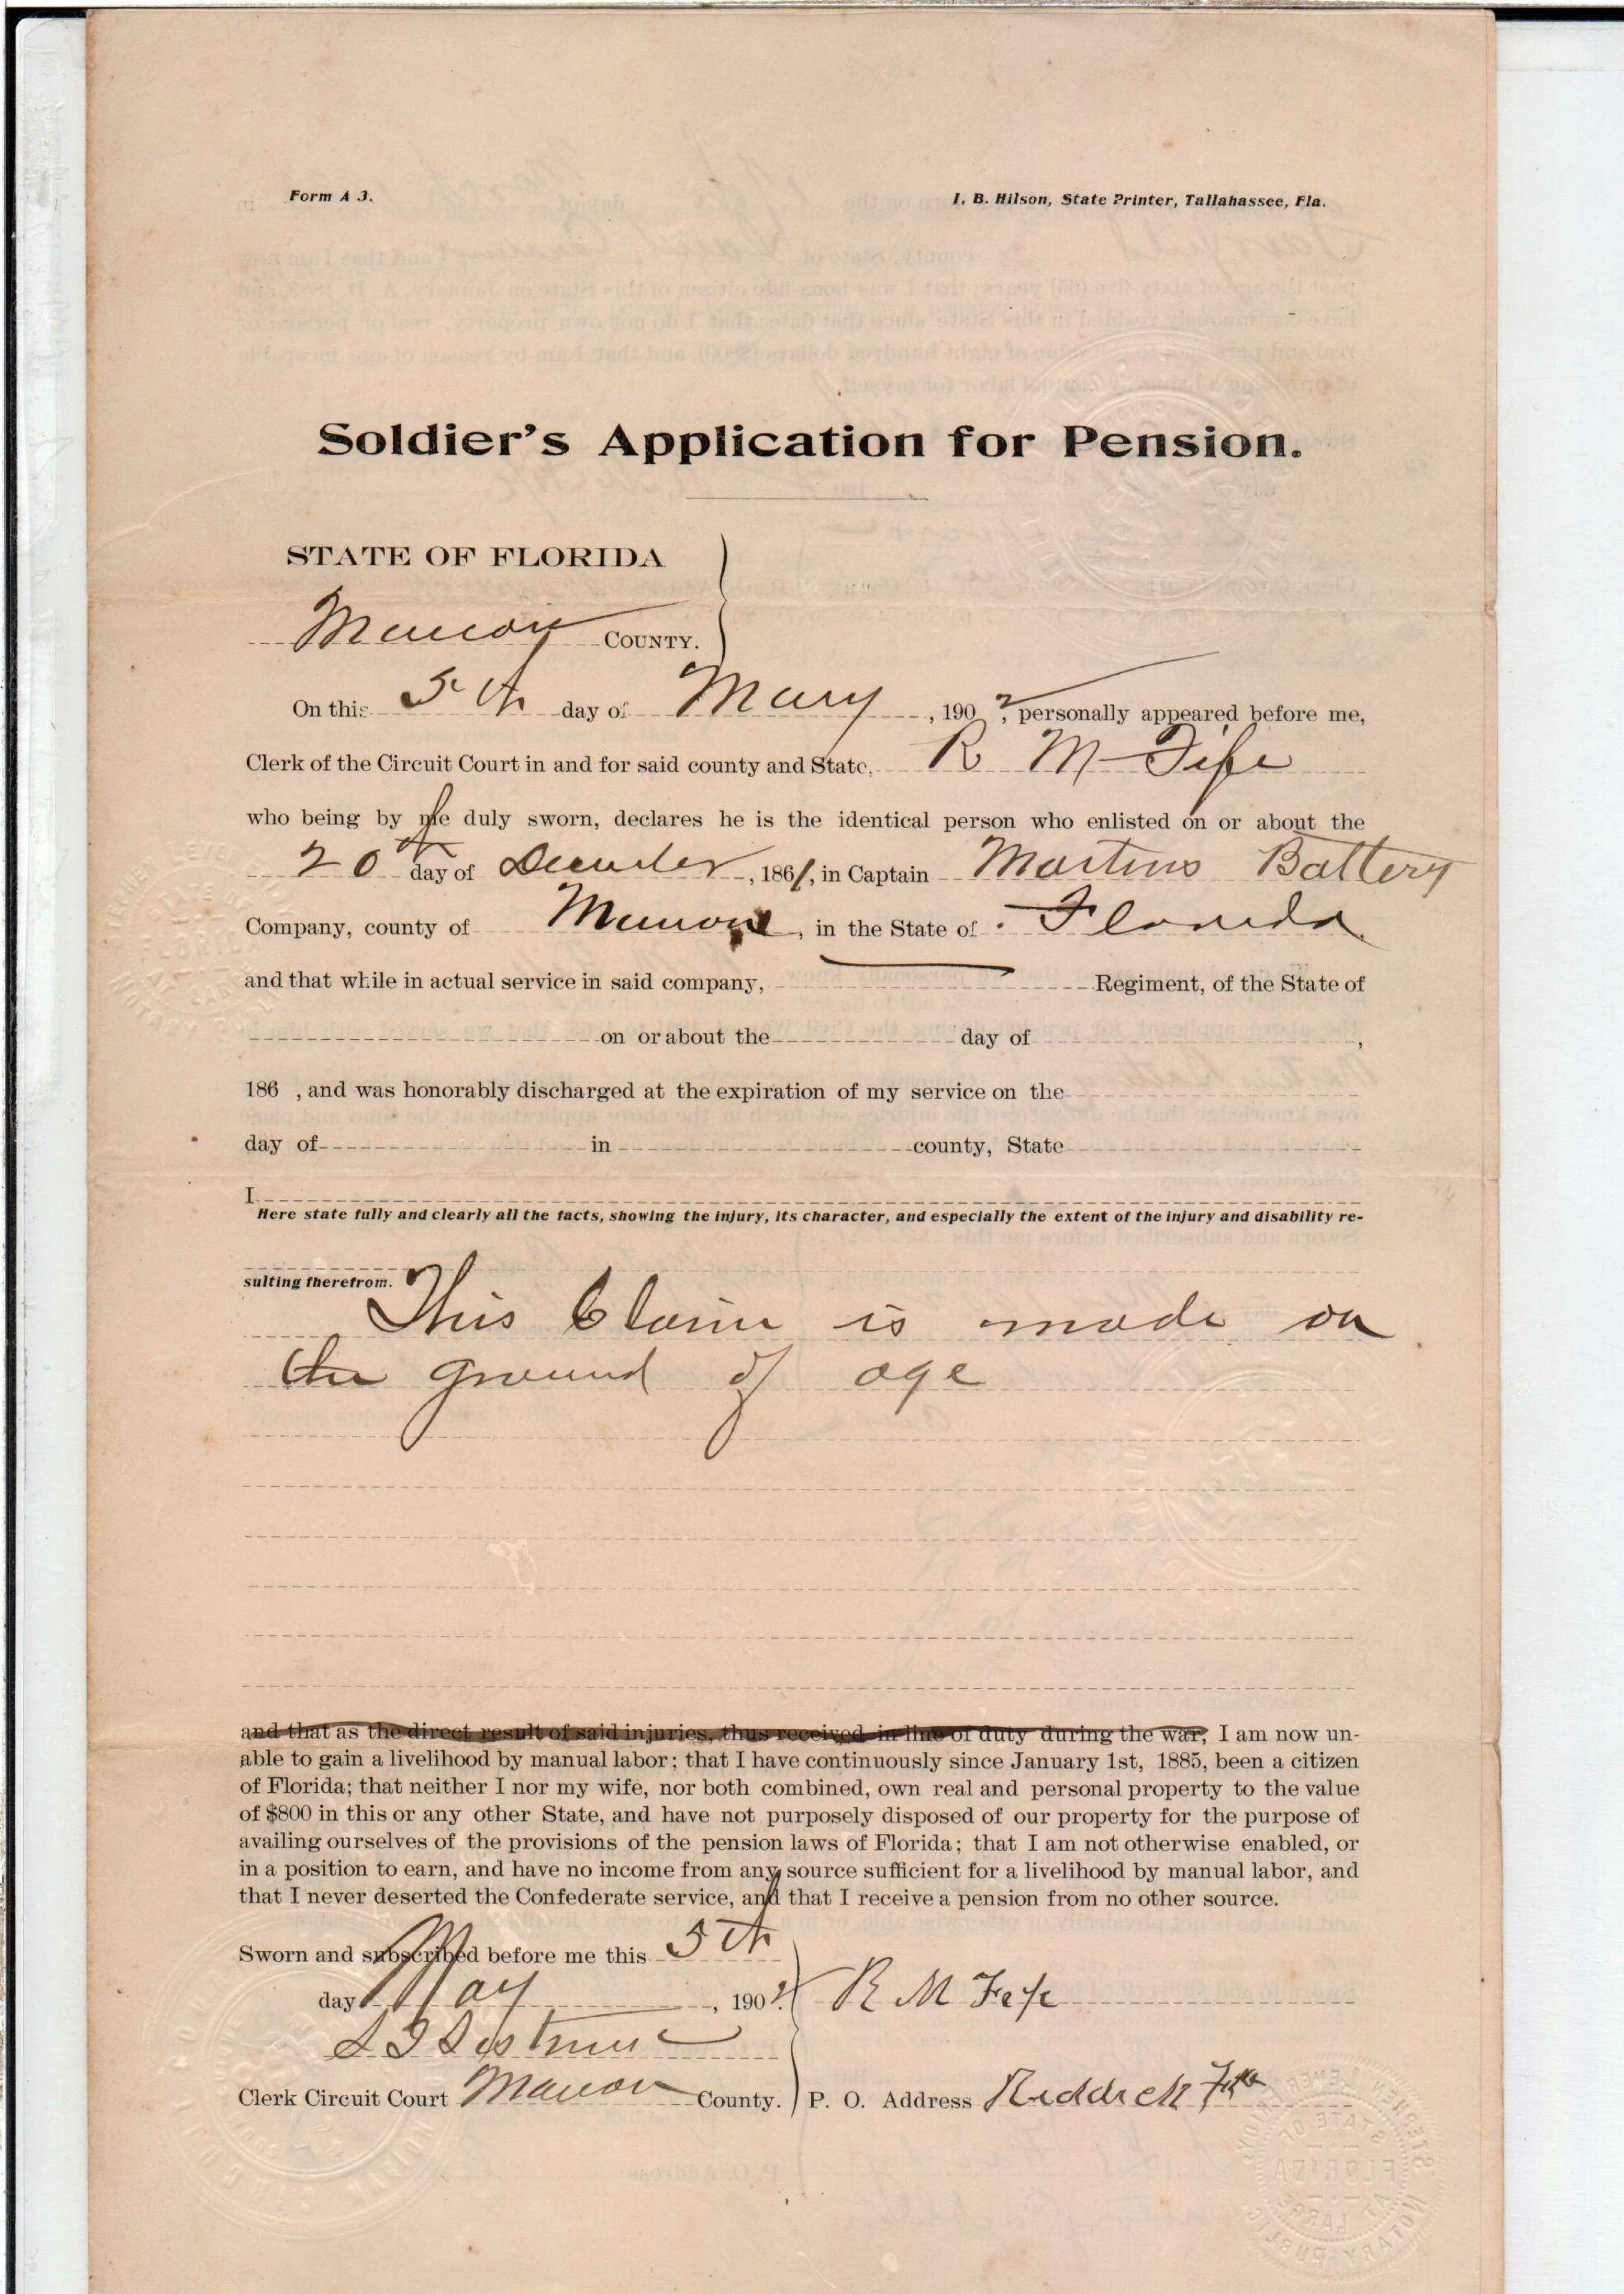 Form A 3.
I. B. Hilson, State Printer, Tallahassee, Fla.
Soldier's Application for Pension.
STATE OF FLORIDA
Marion COUNTY.
On this 5th day of Mary, 1902, personally appeared before me,
Clerk of the Circuit Court in and for said county and State, R M Fife
who being by me duly sworn, declares he is the identical person who enlisted on or about the
20th day of December, 1861, in Captain Martins Battery
Company, county of Marion, in the State of Florida
and that while in actual service in said company, Regiment, of the State of
on or about the day of ,
186 , and was honorably discharged at the expiration of my service on the
day of in county, State
I
Here state fully and clearly all the facts, showing the injury, its character, and especially the extent of the injury and disability re-
sulting therefrom.
This Claim is made on
the ground of age
and that as the direct result of said injuries, thus received in line of duty during the war, I am now un-
able to gain a livelihood by manual labor; that I have continuously since January 1st, 1885, been a citizen
of Florida; that neither I nor my wife, nor both combined, own real and personal property to the value
of $800 in this or any other State, and have not purposely disposed of our property for the purpose of
availing ourselves of the provisions of the pension laws of Florida; that I am not otherwise enabled, or
in a position to earn, and have no income from any source sufficient for a livelihood by manual labor, and
that I never deserted the Confederate service, and that I receive a pension from no other source.
Sworn and subscribed before me this 5th
day May, 1902. R M Fife
Clerk Circuit Court Marion County. P. O. Address Reddick Fla
STATE OF
FLORIDA
AT LARGE
NOTARY PUBLIC